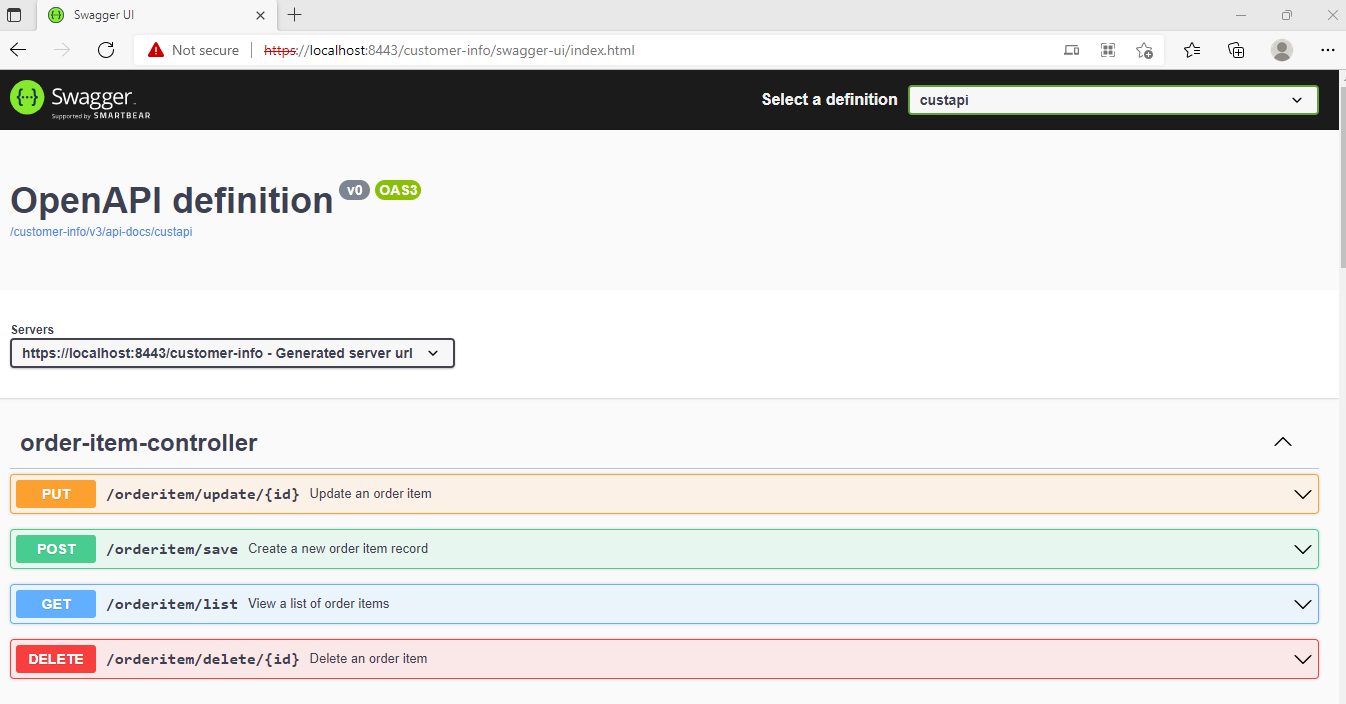 Swagger UI
Not secure https://localhost:8443/customer-info/swagger-ui/index.html
Swagger
Supported by SMARTBEAR
Select a definition custapi
OpenAPI definition v0 OAS3
/customer-info/v3/api-docs/custapi
Servers
https://localhost:8443/customer-info - Generated server url
order-item-controller
PUT /orderitem/update/{id} Update an order item
POST /orderitem/save Create a new order item record
GET /orderitem/list View a list of order items
DELETE /orderitem/delete/{id} Delete an order item